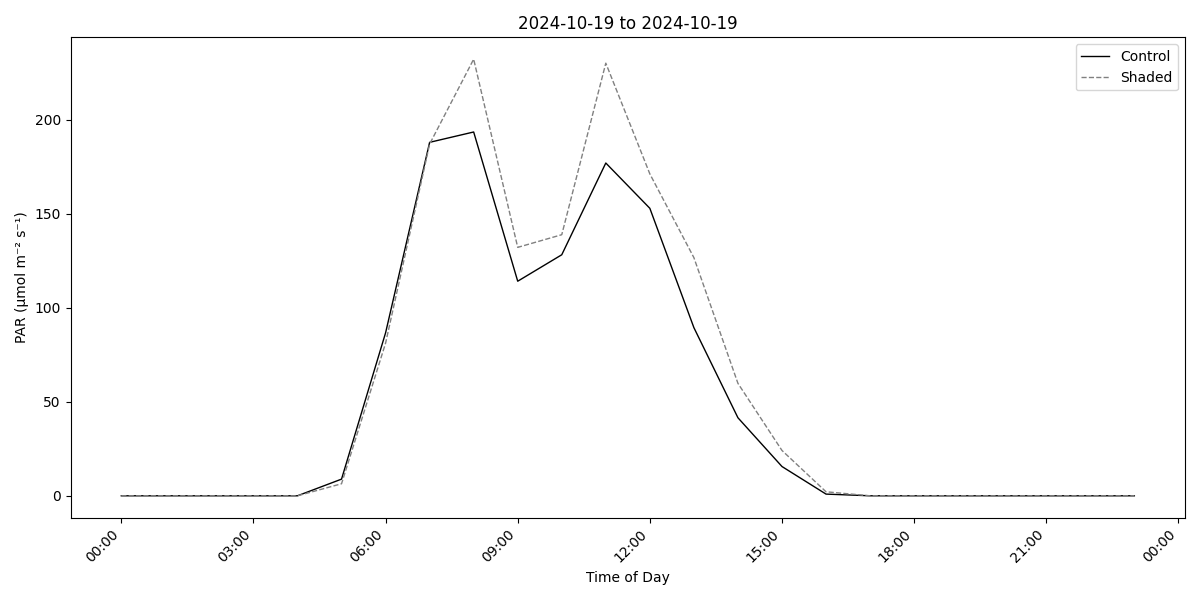 2024-10-19 to 2024-10-19
Control
Shaded
PAR (µmol m⁻² s⁻¹)
200
150
100
50
0
00:00
03:00
06:00
09:00
12:00
15:00
18:00
21:00
00:00
Time of Day